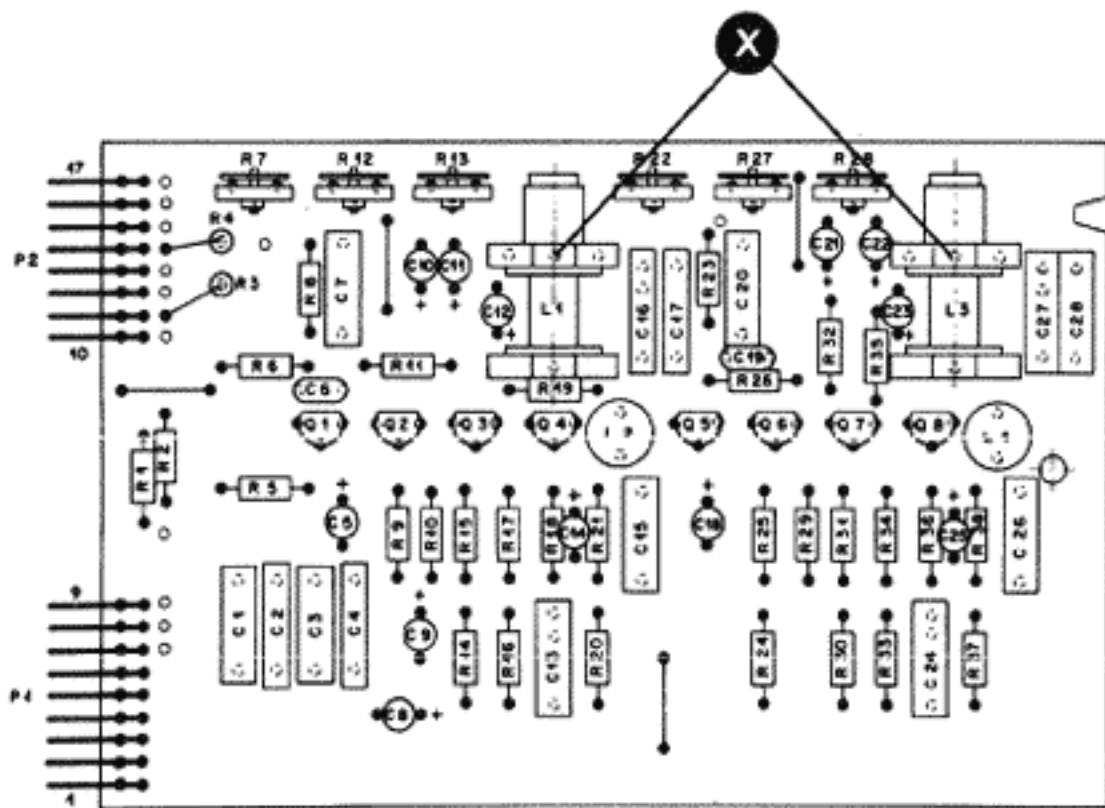 X
17 R7 R12 R13 R22 R27 R28
R4
P2 R3 R8 C7 C10 C11 C12 L1 C16 C17 R23 C20 C21 C22 C23 L3 C27 C28
10 R6 R11 C19 R32 R35
C6 R19 R26
Q1 Q2 Q3 Q4 Q5 Q6 Q7 Q8
R1 R2
R5 C5 R9 R10 R15 R17 R18 C14 R21 C15 C18 R25 R29 R31 R34 R36 C25 R38 C26
9 C1 C2 C3 C4
C9 R14 R16 C13 R20 R24 R30 R33 C24 R37
P1 C8
1